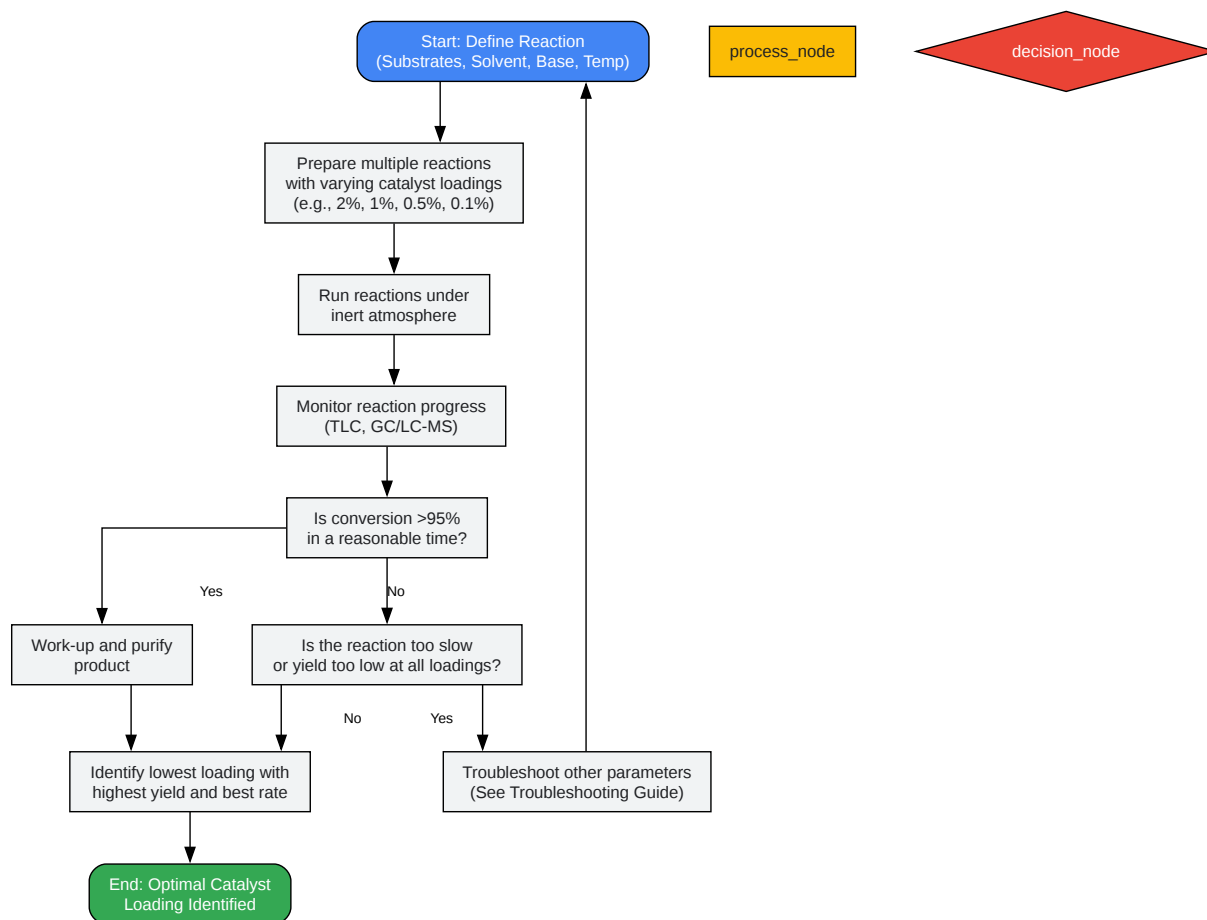 Start: Define Reaction
(Substrates, Solvent, Base, Temp)
process_node
decision_node
Prepare multiple reactions
with varying catalyst loadings
(e.g., 2%, 1%, 0.5%, 0.1%)
Run reactions under
inert atmosphere
Monitor reaction progress
(TLC, GC/LC-MS)
Is conversion >95%
in a reasonable time?
Yes
No
Work-up and purify
product
Is the reaction too slow
or yield too low at all loadings?
No
Yes
Identify lowest loading with
highest yield and best rate
Troubleshoot other parameters
(See Troubleshooting Guide)
End: Optimal Catalyst
Loading Identified